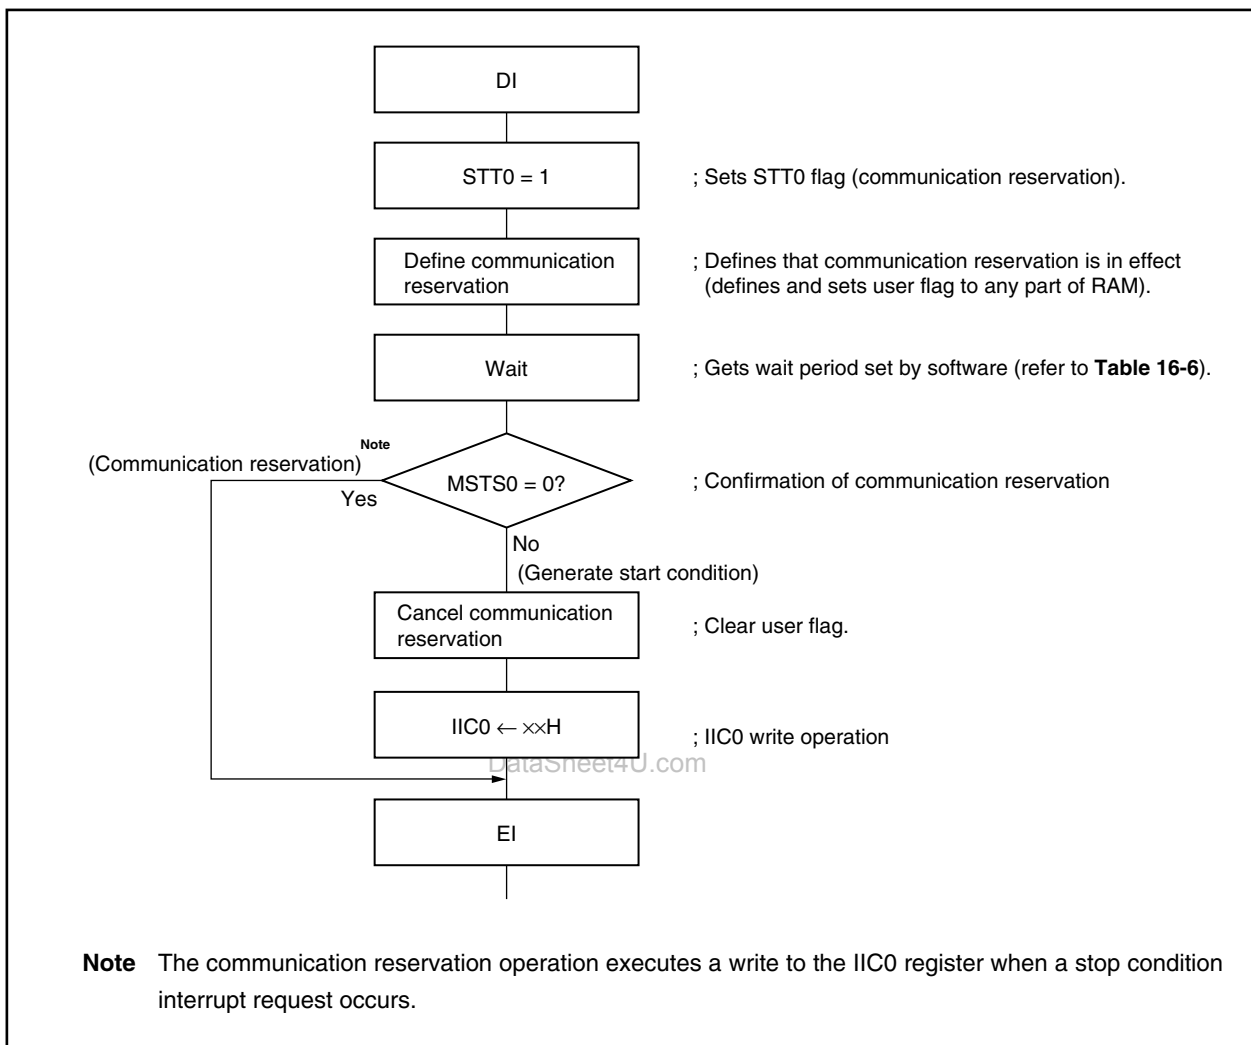 DI
STT0 = 1
; Sets STT0 flag (communication reservation).
Define communication
reservation
; Defines that communication reservation is in effect
(defines and sets user flag to any part of RAM).
Wait
; Gets wait period set by software (refer to Table 16-6).
(Communication reservation) Note
MSTS0 = 0?
; Confirmation of communication reservation
Yes
No
(Generate start condition)
Cancel communication
reservation
; Clear user flag.
IIC0 ← ××H
; IIC0 write operation
DataSheet4U.com
EI
Note The communication reservation operation executes a write to the IIC0 register when a stop condition
interrupt request occurs.